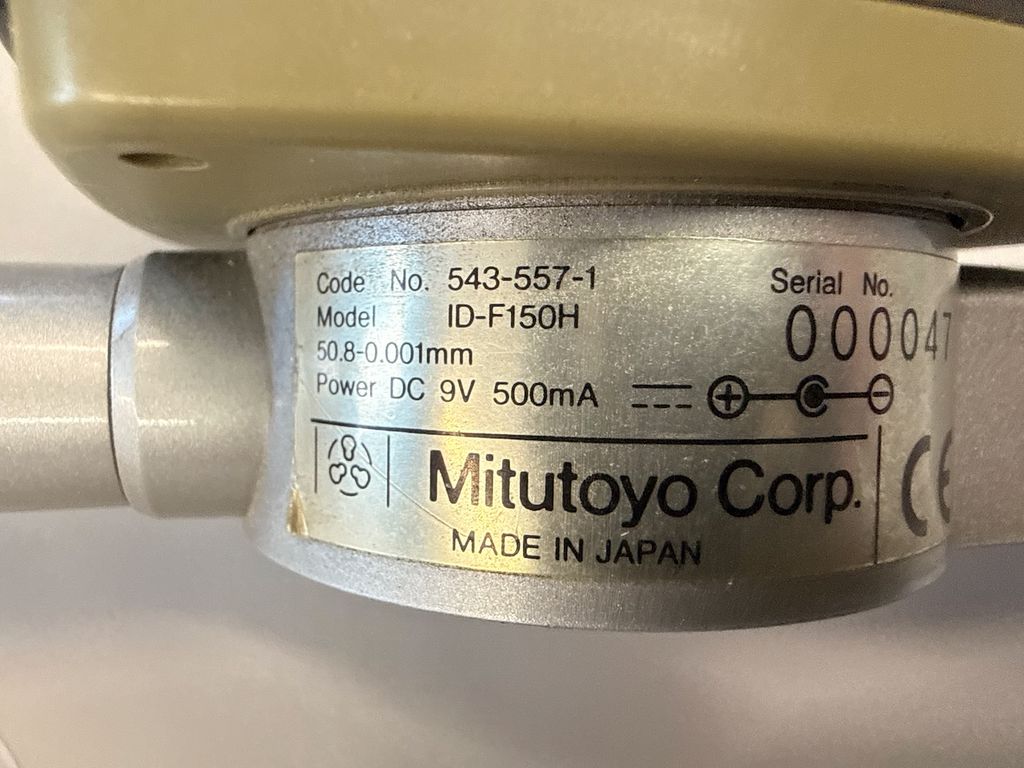 Code No. 543-557-1
Serial No.
Model ID-F150H
000047
50.8-0.001mm
Power DC 9V 500mA
Mitutoyo Corp.
CE
MADE IN JAPAN